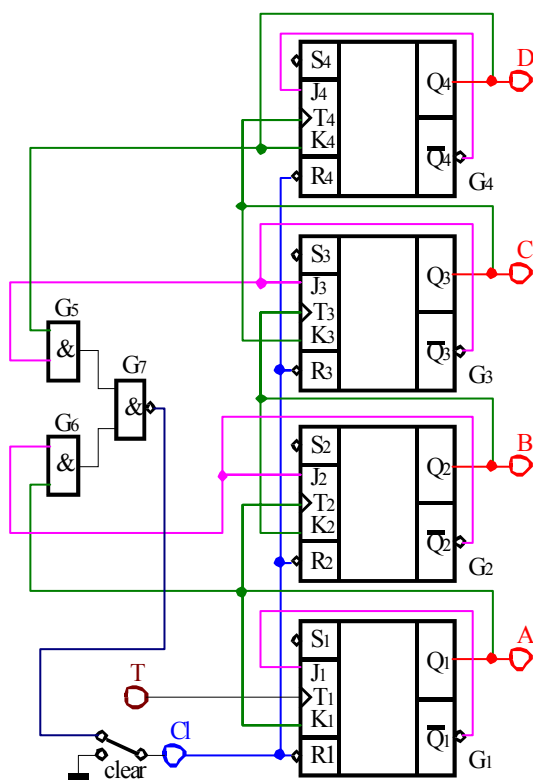 D
S4
J4
T4
K4
R4
Q4
Q4
G4
C
S3
J3
T3
K3
R3
Q3
Q3
G3
G5
&
G7
&
G6
&
B
S2
J2
T2
K2
R2
Q2
Q2
G2
A
S1
J1
T1
K1
R1
Q1
Q1
G1
T
Cl
clear